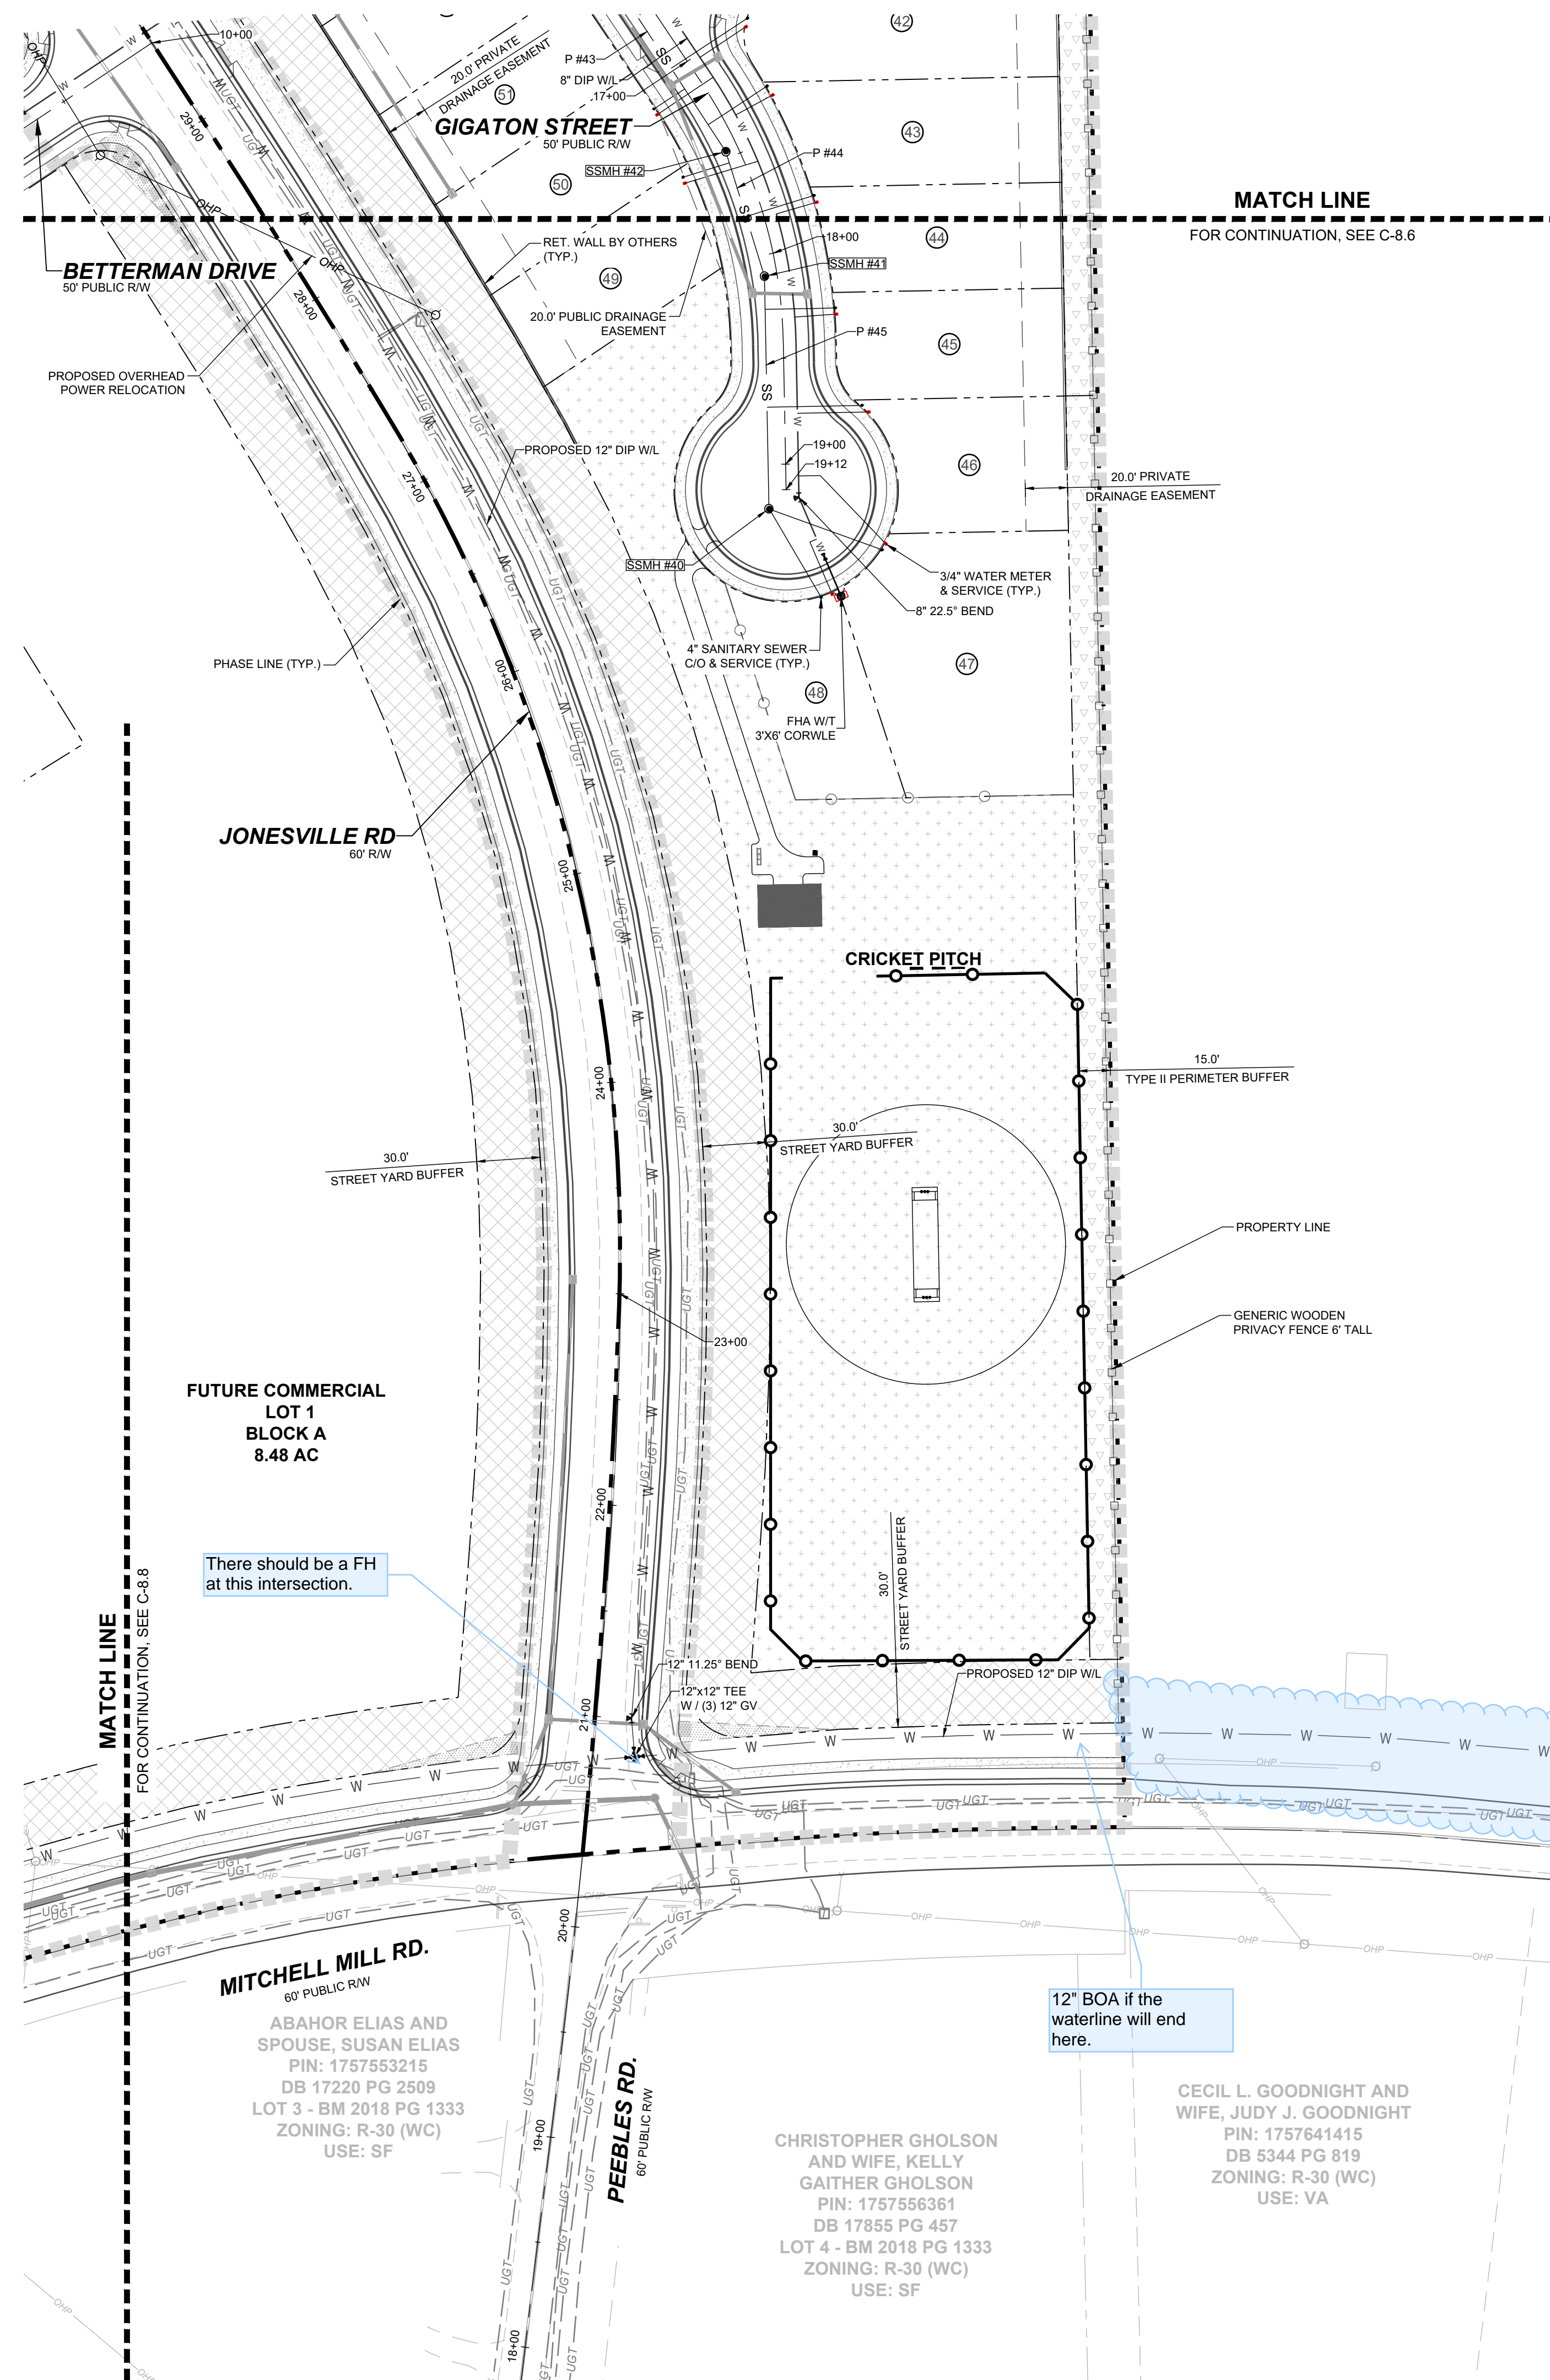 42
10+00
P #43
8" DIP W/L
17+00
20.0' PRIVATE
DRAINAGE EASEMENT
51
GIGATON STREET
50' PUBLIC R/W
43
SSMH #42
50
P #44
29+00
OHP
W
UGT
SS
MATCH LINE
FOR CONTINUATION, SEE C-8.6
BETTERMAN DRIVE
50' PUBLIC R/W
RET. WALL BY OTHERS
(TYP.)
49
18+00
44
SSMH #41
28+00
20.0' PUBLIC DRAINAGE
EASEMENT
P #45
45
PROPOSED OVERHEAD
POWER RELOCATION
PROPOSED 12" DIP W/L
19+00
19+12
46
20.0' PRIVATE
DRAINAGE EASEMENT
27+00
SSMH #40
3/4" WATER METER
& SERVICE (TYP.)
8" 22.5° BEND
4" SANITARY SEWER
C/O & SERVICE (TYP.)
PHASE LINE (TYP.)
26+00
47
48
FHA W/T
3'X6' CORWLE
JONESVILLE RD
60' R/W
25+00
CRICKET PITCH
24+00
15.0'
TYPE II PERIMETER BUFFER
30.0'
STREET YARD BUFFER
30.0'
STREET YARD BUFFER
PROPERTY LINE
23+00
GENERIC WOODEN
PRIVACY FENCE 6' TALL
FUTURE COMMERCIAL
LOT 1
BLOCK A
8.48 AC
22+00
There should be a FH
at this intersection.
30.0'
STREET YARD BUFFER
MATCH LINE
FOR CONTINUATION, SEE C-8.8
12" 11.25° BEND
12"x12" TEE
W / (3) 12" GV
PROPOSED 12" DIP W/L
21+00
W
UGT
OHP
20+00
MITCHELL MILL RD.
60' PUBLIC R/W
12" BOA if the
waterline will end
here.
ABAHOR ELIAS AND
SPOUSE, SUSAN ELIAS
PIN: 1757553215
DB 17220 PG 2509
LOT 3 - BM 2018 PG 1333
ZONING: R-30 (WC)
USE: SF
19+00
PEEBLES RD.
60' PUBLIC R/W
CHRISTOPHER GHOLSON
AND WIFE, KELLY
GAITHER GHOLSON
PIN: 1757556361
DB 17855 PG 457
LOT 4 - BM 2018 PG 1333
ZONING: R-30 (WC)
USE: SF
CECIL L. GOODNIGHT AND
WIFE, JUDY J. GOODNIGHT
PIN: 1757641415
DB 5344 PG 819
ZONING: R-30 (WC)
USE: VA
18+00